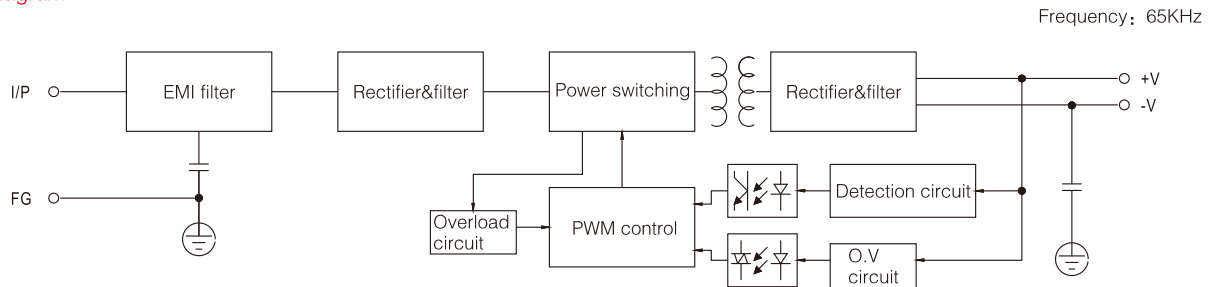 Frequency: 65KHz
I/P
EMI filter
Rectifier&filter
Power switching
Rectifier&filter
+V
-V
FG
Overload
circuit
PWM control
Detection circuit
O.V
circuit